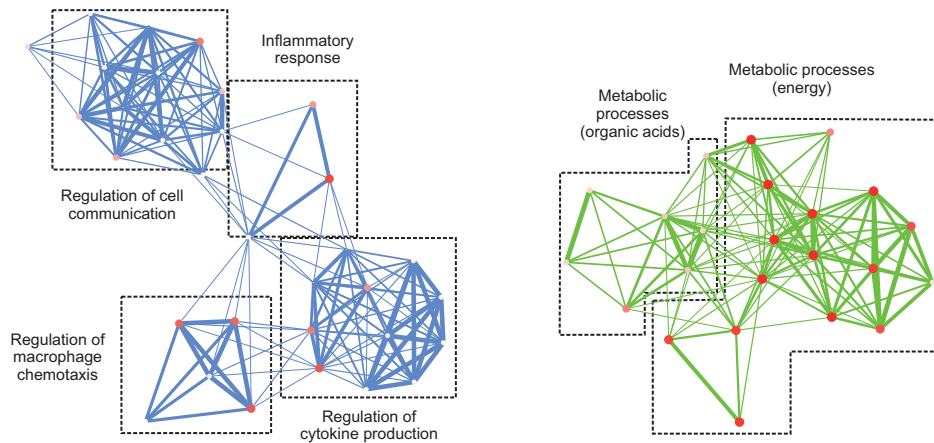 Inflammatory
response
Regulation of cell
communication
Regulation of
macrophage
chemotaxis
Regulation of
cytokine production
Metabolic processes
(energy)
Metabolic
processes
(organic acids)